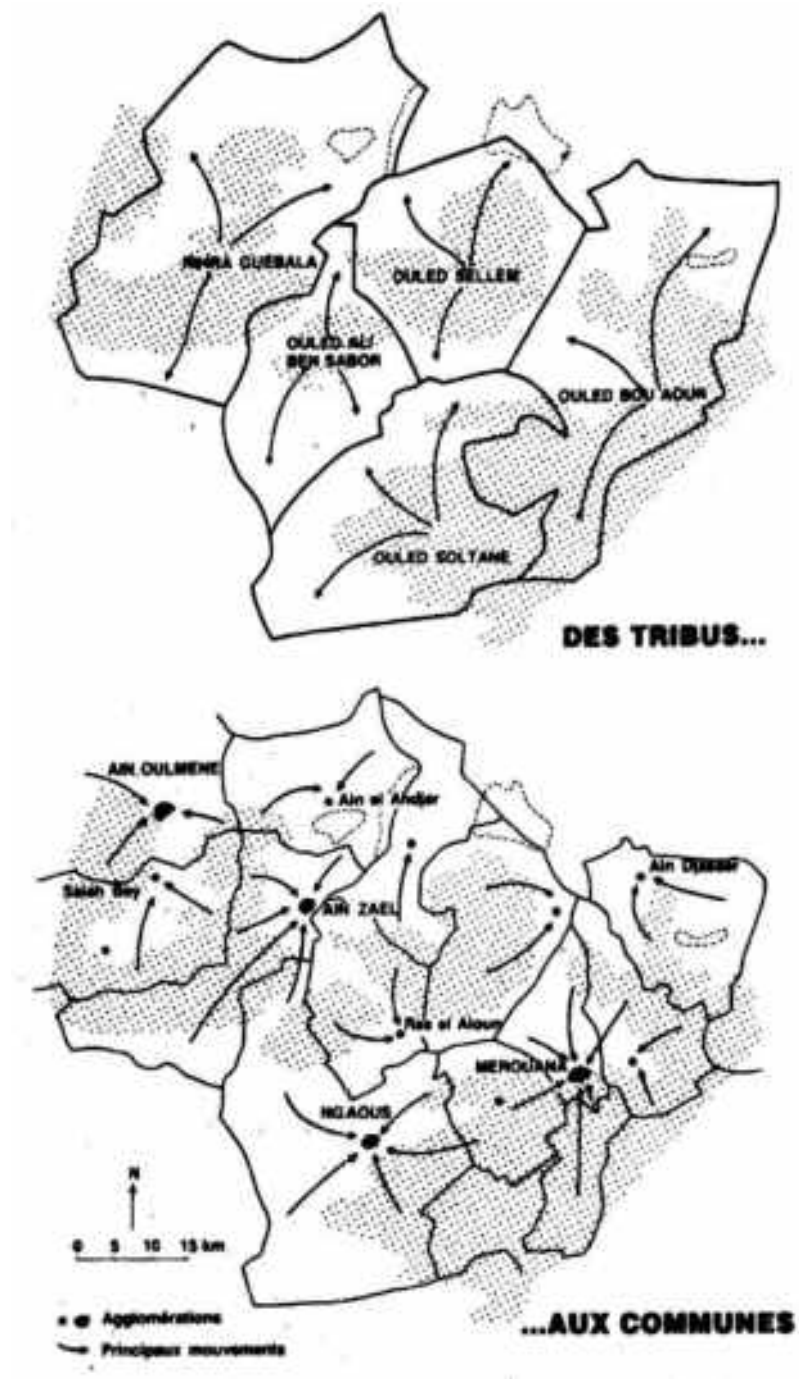 RIGHA GUEBALA
OULED SELLEM
OULED ALI
BEN SABOR
OULED BOU AOUN
OULED SOLTANE
DES TRIBUS...
AIN OULMENE
Ain el Ahdjar
Salah Bey
Ain Djasser
AIN ZAEL
Ras el Aioun
MEROUANA
NGAOUS
N
0 5 10 15 km
Agglomérations
...AUX COMMUNES
Principaux mouvements